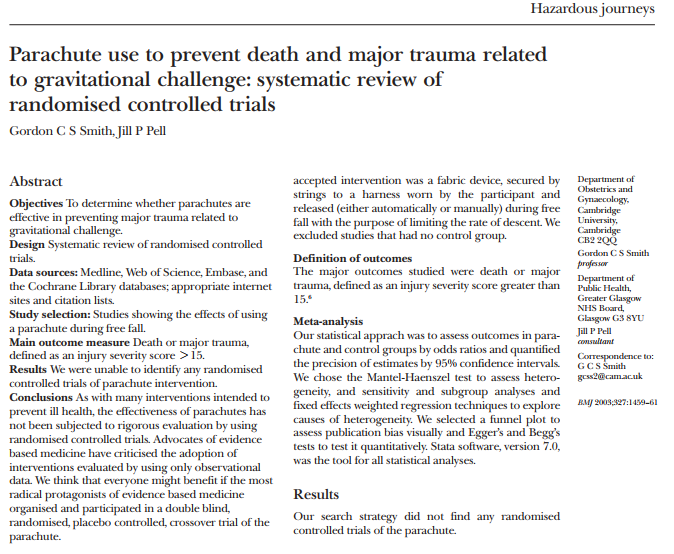 Hazardous journeys
Parachute use to prevent death and major trauma related
to gravitational challenge: systematic review of
randomised controlled trials
Gordon C S Smith, Jill P Pell
Abstract
Objectives To determine whether parachutes are
effective in preventing major trauma related to
gravitational challenge.
Design Systematic review of randomised controlled
trials.
Data sources: Medline, Web of Science, Embase, and
the Cochrane Library databases; appropriate internet
sites and citation lists.
Study selection: Studies showing the effects of using
a parachute during free fall.
Main outcome measure Death or major trauma,
defined as an injury severity score > 15.
Results We were unable to identify any randomised
controlled trials of parachute intervention.
Conclusions As with many interventions intended to
prevent ill health, the effectiveness of parachutes has
not been subjected to rigorous evaluation by using
randomised controlled trials. Advocates of evidence
based medicine have criticised the adoption of
interventions evaluated by using only observational
data. We think that everyone might benefit if the most
radical protagonists of evidence based medicine
organised and participated in a double blind,
randomised, placebo controlled, crossover trial of the
parachute.
accepted intervention was a fabric device, secured by
strings to a harness worn by the participant and
released (either automatically or manually) during free
fall with the purpose of limiting the rate of descent. We
excluded studies that had no control group.
Definition of outcomes
The major outcomes studied were death or major
trauma, defined as an injury severity score greater than
15.⁶
Meta-analysis
Our statistical apprach was to assess outcomes in para-
chute and control groups by odds ratios and quantified
the precision of estimates by 95% confidence intervals.
We chose the Mantel-Haenszel test to assess hetero-
geneity, and sensitivity and subgroup analyses and
fixed effects weighted regression techniques to explore
causes of heterogeneity. We selected a funnel plot to
assess publication bias visually and Egger's and Begg's
tests to test it quantitatively. Stata software, version 7.0,
was the tool for all statistical analyses.
Results
Our search strategy did not find any randomised
controlled trials of the parachute.
Department of
Obstetrics and
Gynaecology,
Cambridge
University,
Cambridge
CB2 2QQ
Gordon C S Smith
professor
Department of
Public Health,
Greater Glasgow
NHS Board,
Glasgow G3 8YU
Jill P Pell
consultant
Correspondence to:
G C S Smith
gcss2@cam.ac.uk
BMJ 2003;327:1459–61